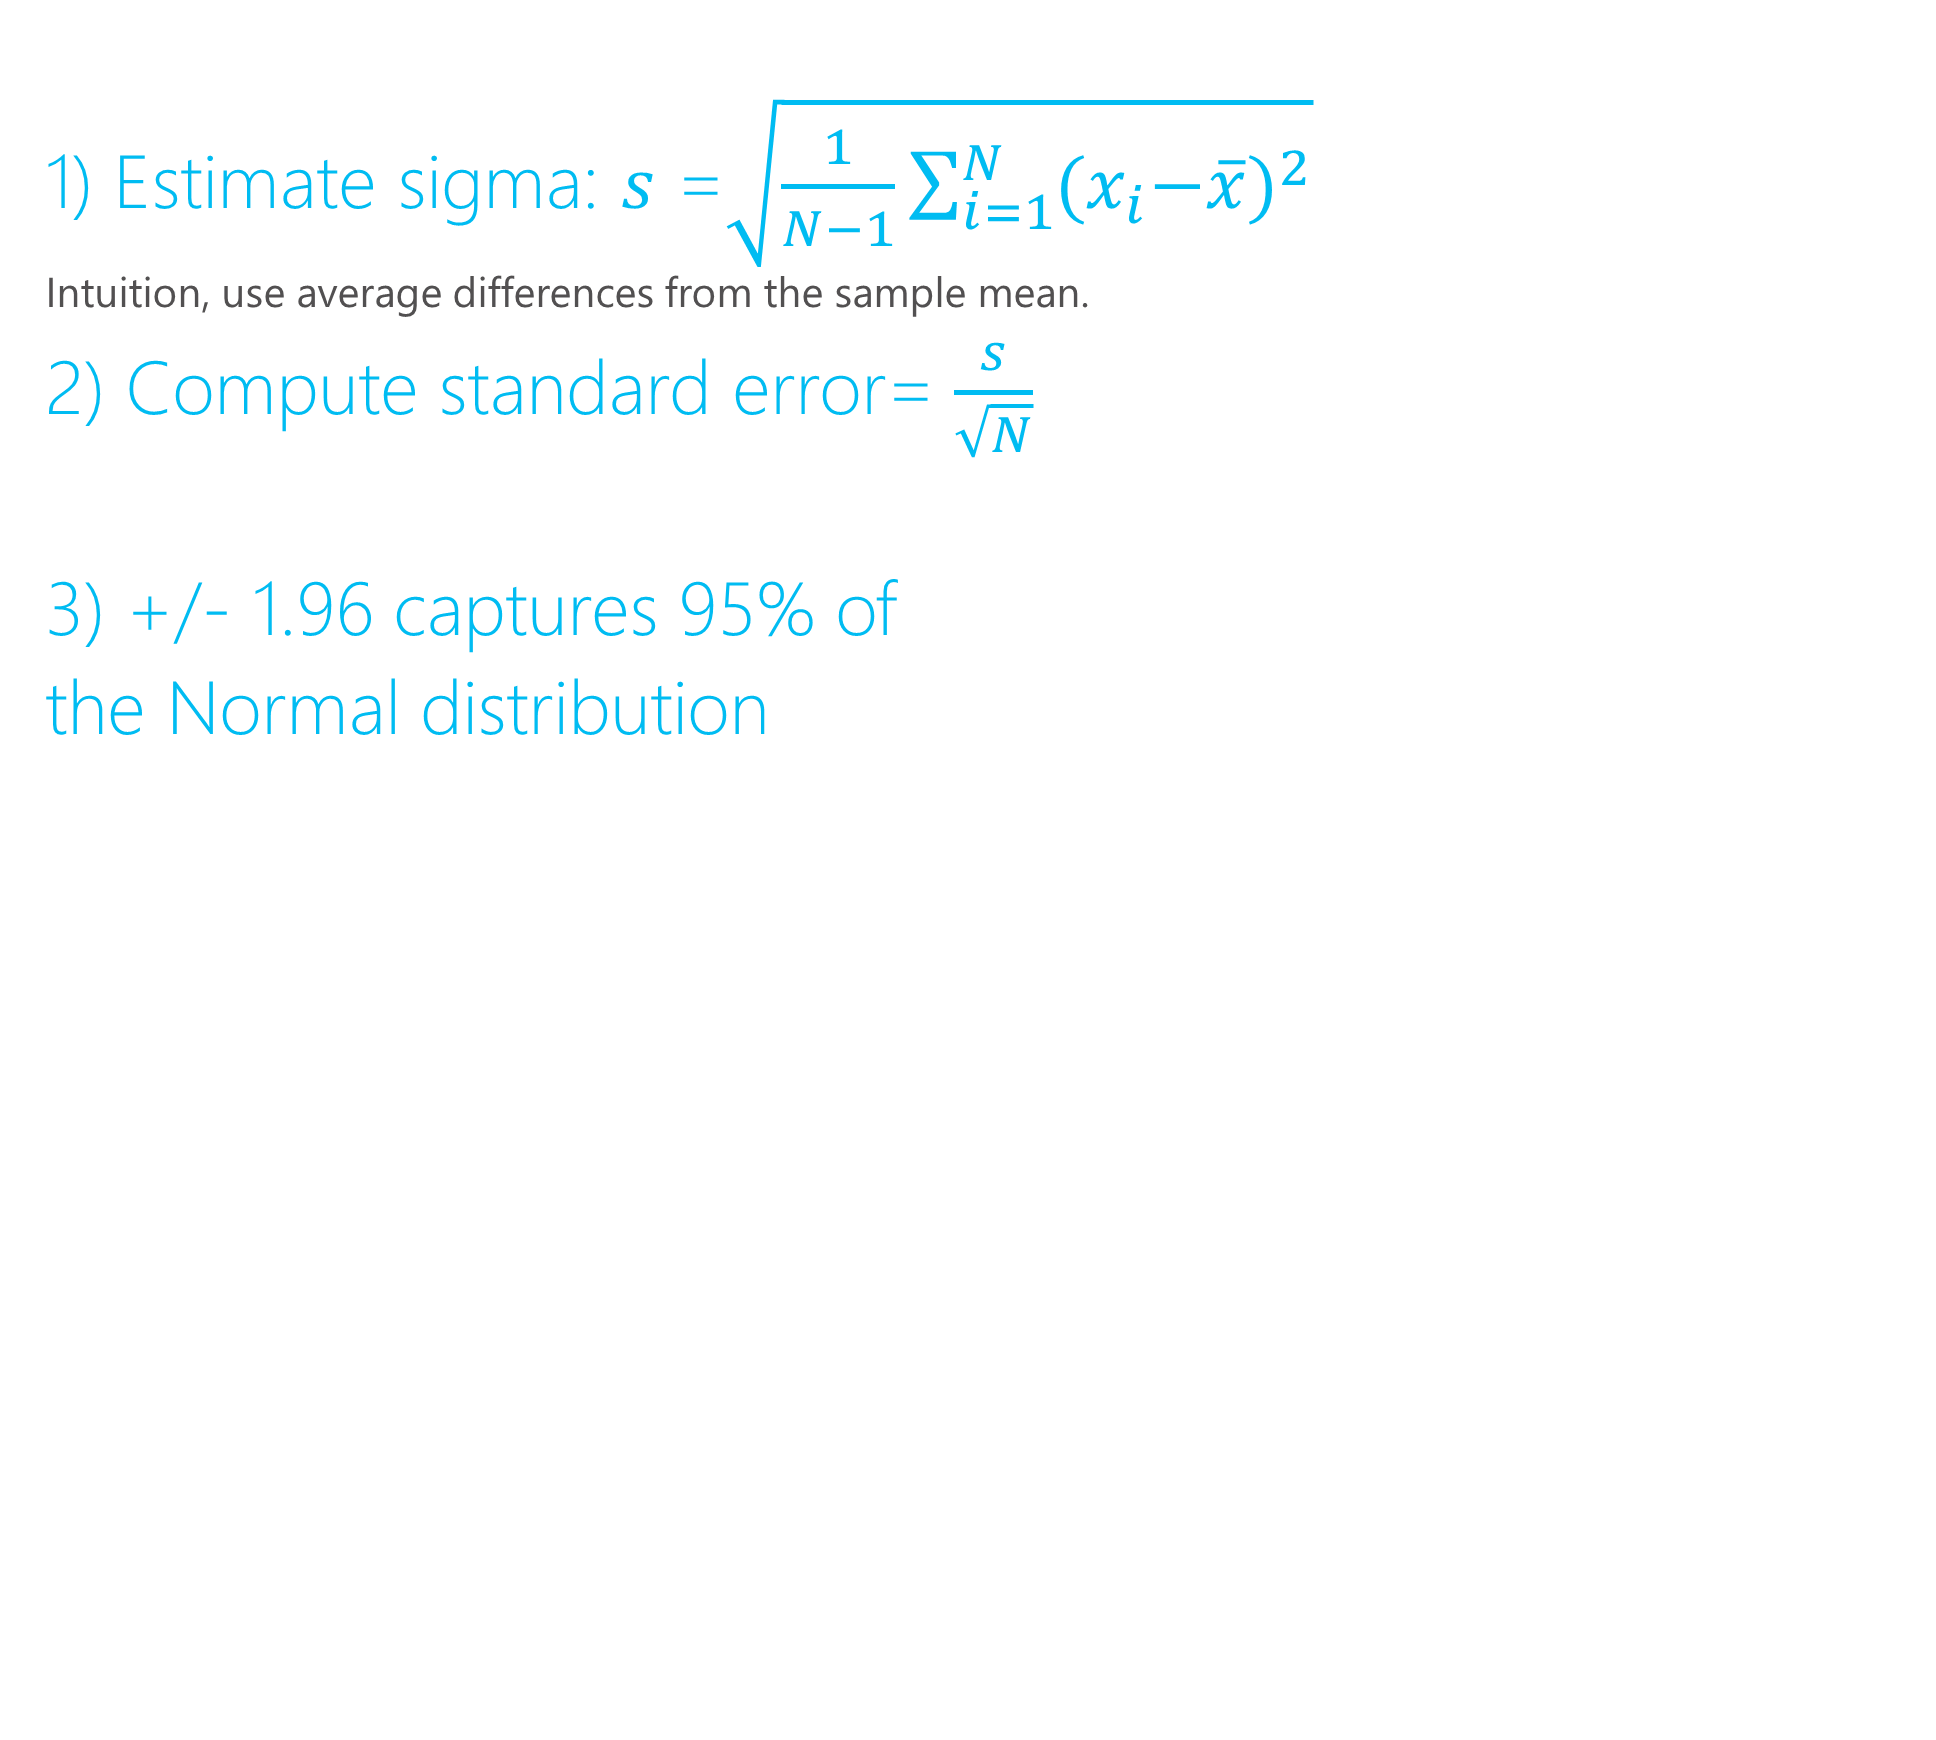 1) Estimate sigma: s = √(1/(N−1) ∑_{i=1}^{N} (x_i − x̄)²)
Intuition, use average differences from the sample mean.
2) Compute standard error= s/√N
3) +/- 1.96 captures 95% of
the Normal distribution